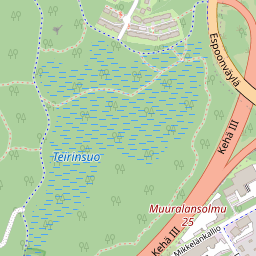 Espoonväylä
Kehä III
Teirinsuo
Muuralansolmu
25
Kehä III
Mikkelänkallio